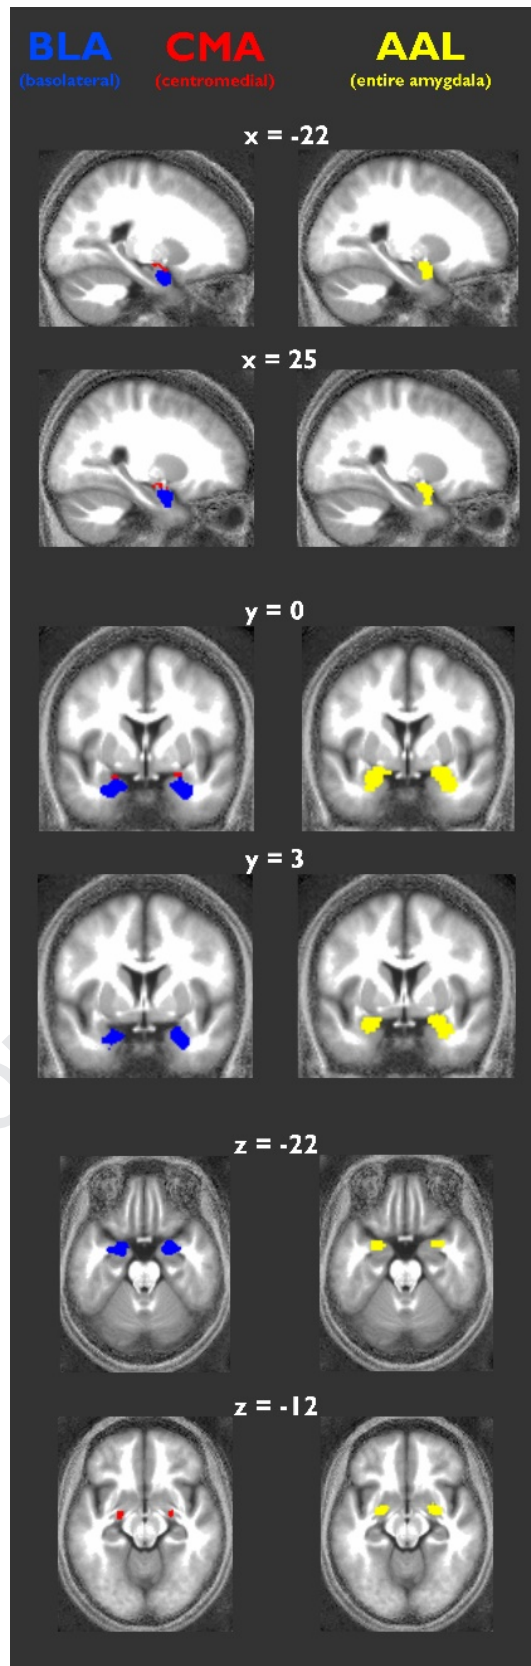 BLA CMA AAL
(basolateral) (centromedial) (entire amygdala)
x = -22
x = 25
y = 0
y = 3
z = -22
z = -12